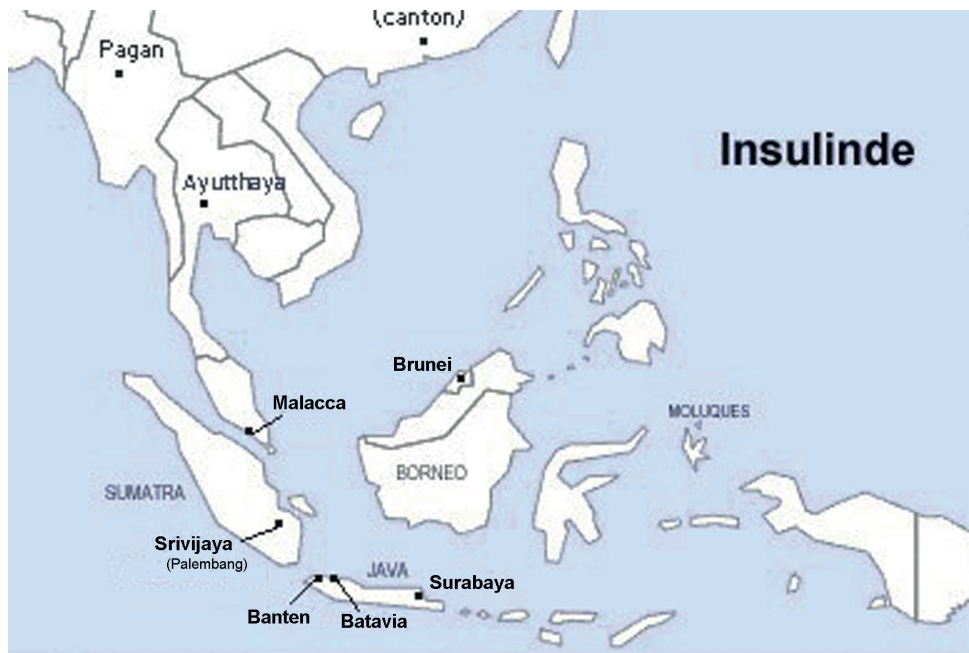 (canton)
Pagan
Insulinde
Ayutthaya
Brunei
Malacca
MOLUQUES
BORNEO
SUMATRA
Srivijaya
(Palembang)
JAVA
Surabaya
Banten
Batavia